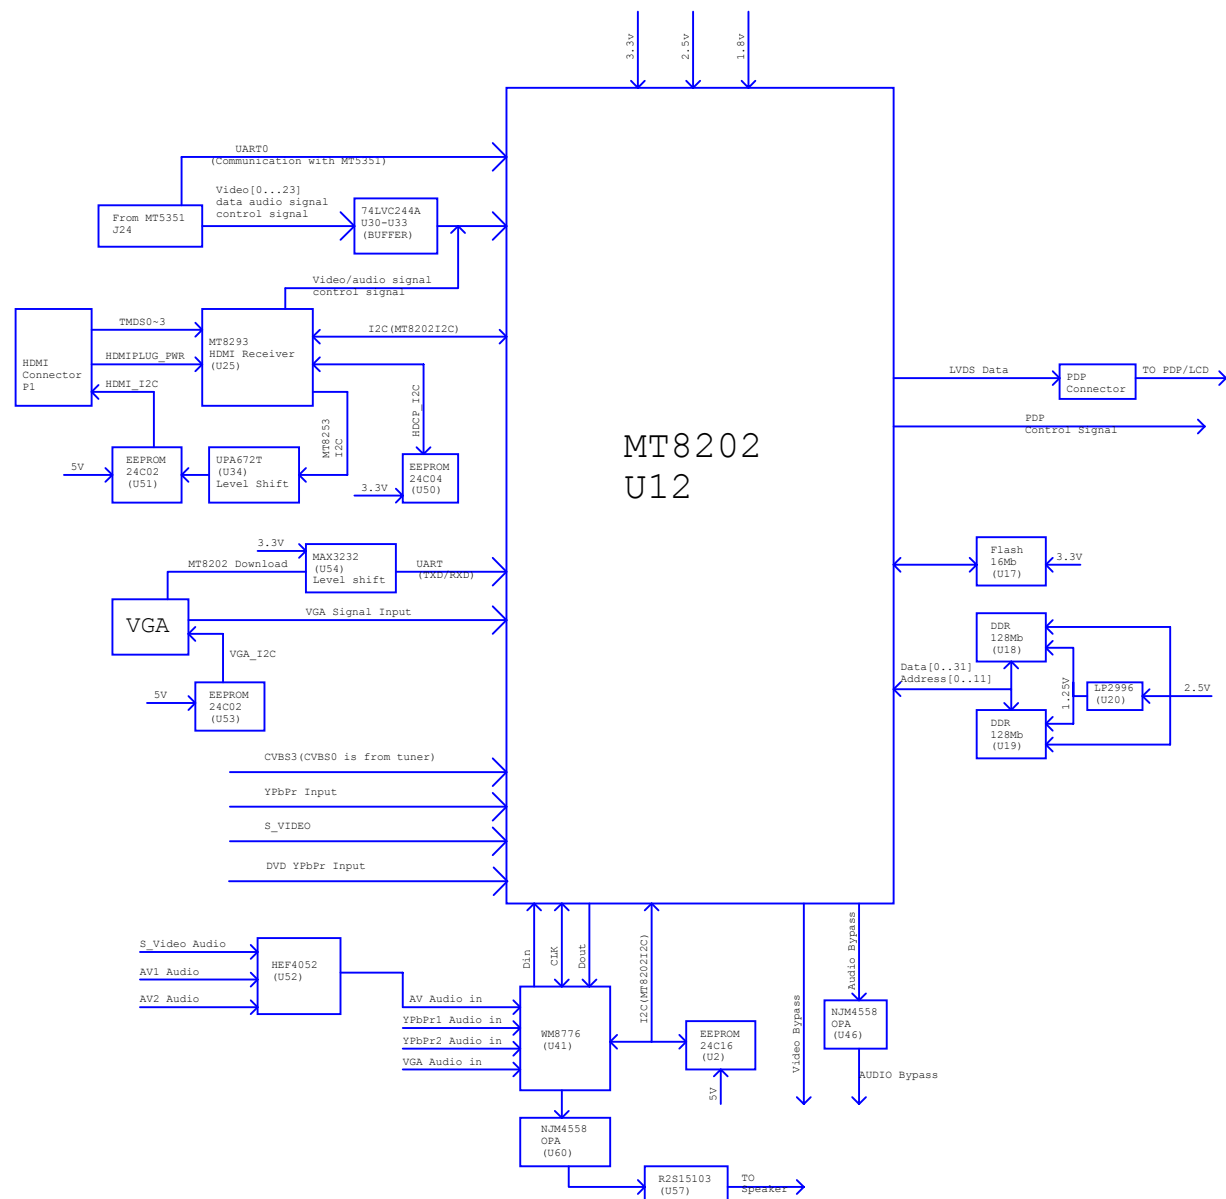 3.3v
2.5v
1.8v
UART0
(Communication with MT5351)
Video[0...23]
data audio signal
control signal
From MT5351
J24
74LVC244A
U30-U33
(BUFFER)
Video/audio signal
control signal
HDMI
Connector
P1
TMDS0~3
HDMIPLUG_PWR
HDMI_I2C
MT8293
HDMI Receiver
(U25)
I2C(MT8202I2C)
HDCP_I2C
MT8253
I2C
5V
EEPROM
24C02
(U51)
UPA672T
(U34)
Level Shift
3.3V
EEPROM
24C04
(U50)
MT8202
U12
LVDS Data
PDP
Connector
TO PDP/LCD
PDP
Control Signal
3.3V
MT8202 Download
MAX3232
(U54)
Level shift
UART
(TXD/RXD)
VGA
VGA Signal Input
VGA_I2C
5V
EEPROM
24C02
(U53)
Flash
16Mb
(U17)
3.3V
DDR
128Mb
(U18)
Data[0..31]
Address[0..11]
1.25V
LP2996
(U20)
2.5V
DDR
128Mb
(U19)
CVBS3(CVBS0 is from tuner)
YPbPr Input
S_VIDEO
DVD YPbPr Input
S_Video Audio
AV1 Audio
AV2 Audio
HEF4052
(U52)
Din
CLK
Dout
I2C(MT8202I2C)
Video Bypass
Audio Bypass
AV Audio in
YPbPr1 Audio in
YPbPr2 Audio in
VGA Audio in
WM8776
(U41)
EEPROM
24C16
(U2)
5V
NJM4558
OPA
(U46)
AUDIO Bypass
NJM4558
OPA
(U60)
R2S15103
(U57)
TO
Speaker